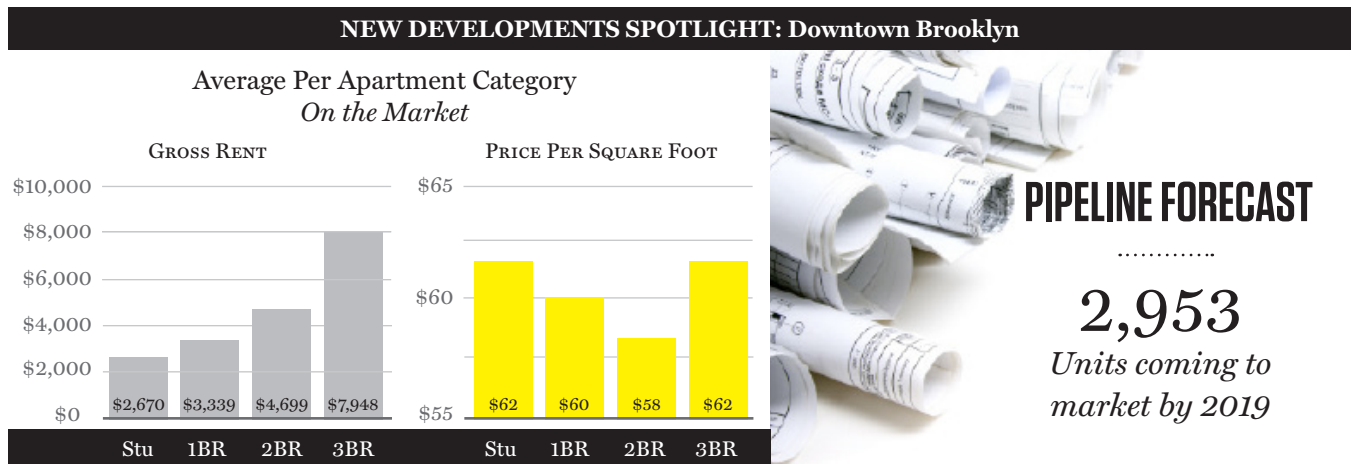 NEW DEVELOPMENTS SPOTLIGHT: Downtown Brooklyn
Average Per Apartment Category
On the Market
GROSS RENT
$10,000
$8,000
$6,000
$4,000
$2,000
$0
$2,670 $3,339 $4,699 $7,948
Stu 1BR 2BR 3BR
PRICE PER SQUARE FOOT
$65
$60
$55
$62 $60 $58 $62
Stu 1BR 2BR 3BR
PIPELINE FORECAST
2,953
Units coming to
market by 2019